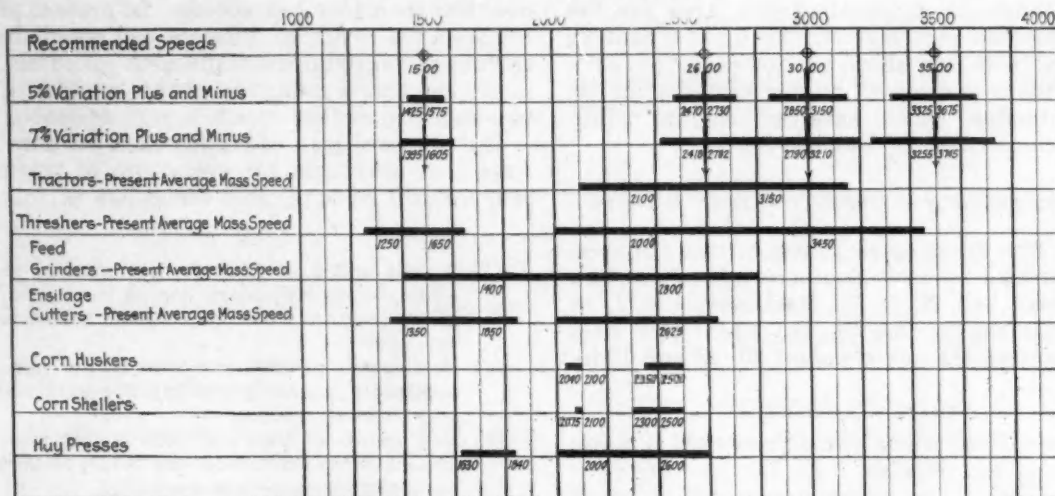 1000 1500 2000 2500 3000 3500 4000
Recommended Speeds
1500 2600 3000 3500
5% Variation Plus and Minus
1425 1575 2470 2730 2850 3150 3325 3675
7% Variation Plus and Minus
1395 1605 2418 2782 2790 3210 3255 3745
Tractors-Present Average Mass Speed
2100 3150
Threshers-Present Average Mass Speed
1250 1650 2000 3450
Feed
Grinders-Present Average Mass Speed
1400 2800
Ensilage
Cutters-Present Average Mass Speed
1350 1850 2625
Corn Huskers
2040 2100 2350 2500
Corn Shellers
2075 2100 2300 2500
Hay Presses
1630 1840 2000 2600